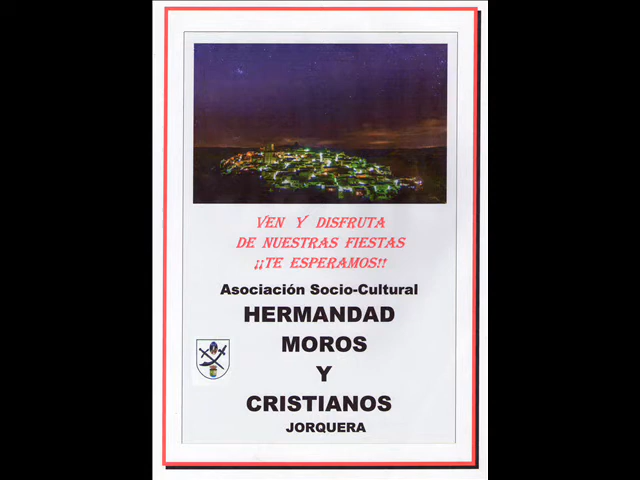 VEN Y DISFRUTA
DE NUESTRAS FIESTAS
¡¡TE ESPERAMOS!!
Asociación Socio-Cultural
HERMANDAD
MOROS
Y
CRISTIANOS
JORQUERA